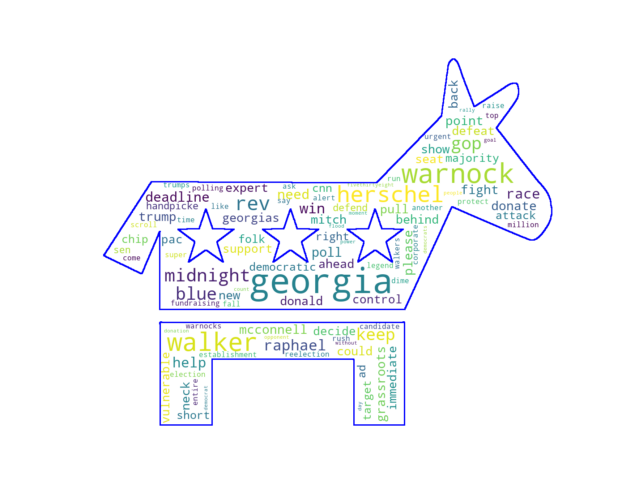 back
rally raise
point top
urgent defeat goal
show gop
seat majority
warnock
trumps polling expert ask cnn alert run
deadline need herschel fight race
handpicke like rev say win defend pull another protect donate
trump time georgias mitch behind attack
scroll million
chip pac folk right please corporate
sen super support poll walkers
come democratic ahead legend
midnight georgia dime
blue new donald control
fundraising fall count
warnocks mcconnell decide candidate
donation walker raphael rush keep
without
establishment reelection could
vulnerable help ad
election
neck entire target grassroots immediate
short democrat day